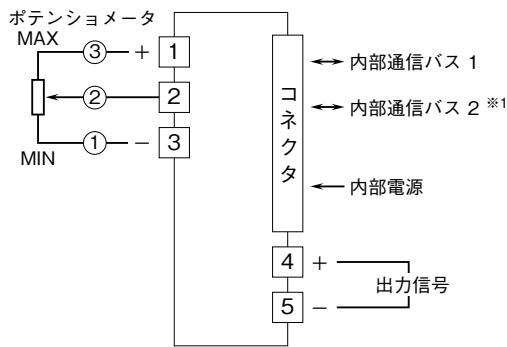 ポテンショメータ
MAX
③ + 1
② 2
① − 3
MIN
コネクタ
内部通信バス 1
内部通信バス 2 ※1
内部電源
4 +
出力信号
5 −